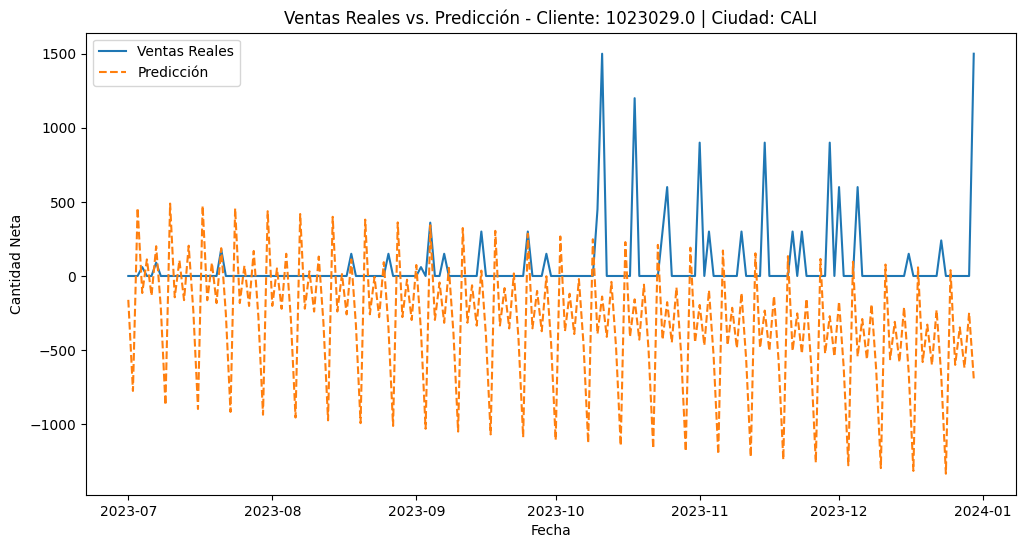 Ventas Reales vs. Predicción - Cliente: 1023029.0 | Ciudad: CALI
Ventas Reales
Predicción
Cantidad Neta
1500
1000
500
0
−500
−1000
2023-07
2023-08
2023-09
2023-10
2023-11
2023-12
2024-01
Fecha